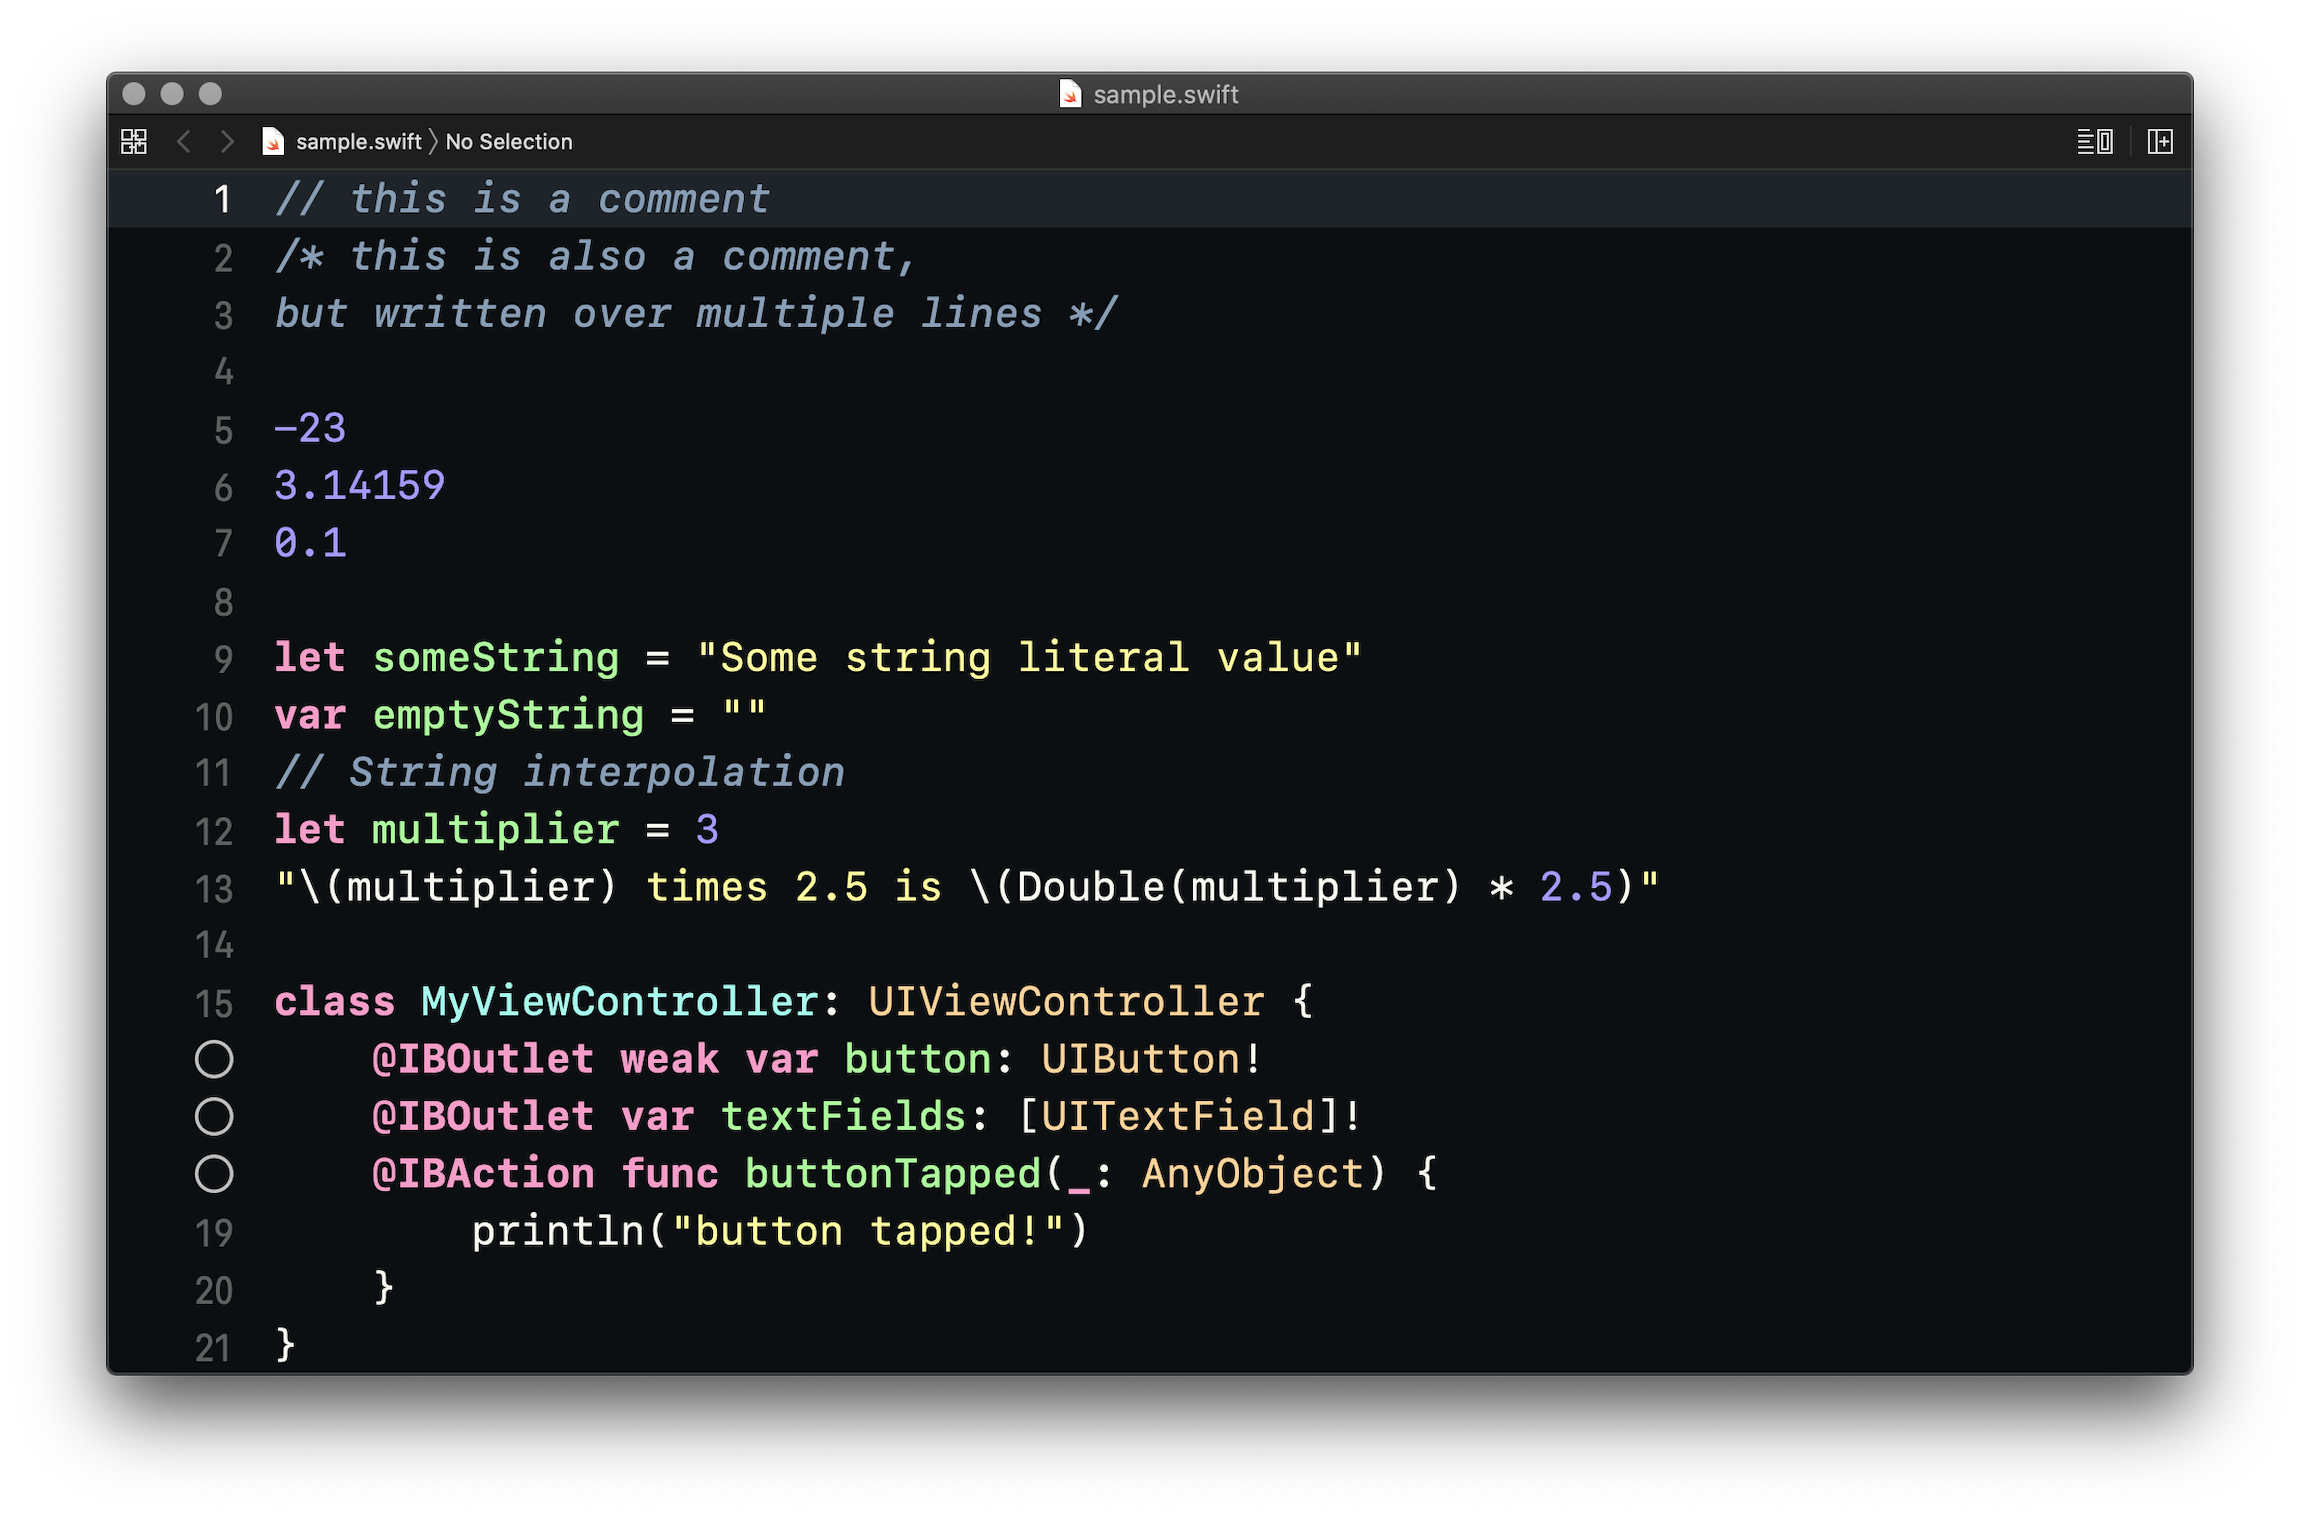 sample.swift
sample.swift 〉 No Selection
1 // this is a comment
2 /* this is also a comment,
3 but written over multiple lines */
4
5 -23
6 3.14159
7 0.1
8
9 let someString = "Some string literal value"
10 var emptyString = ""
11 // String interpolation
12 let multiplier = 3
13 "\(multiplier) times 2.5 is \(Double(multiplier) * 2.5)"
14
15 class MyViewController: UIViewController {
    @IBOutlet weak var button: UIButton!
    @IBOutlet var textFields: [UITextField]!
    @IBAction func buttonTapped(_: AnyObject) {
19         println("button tapped!")
20     }
21 }